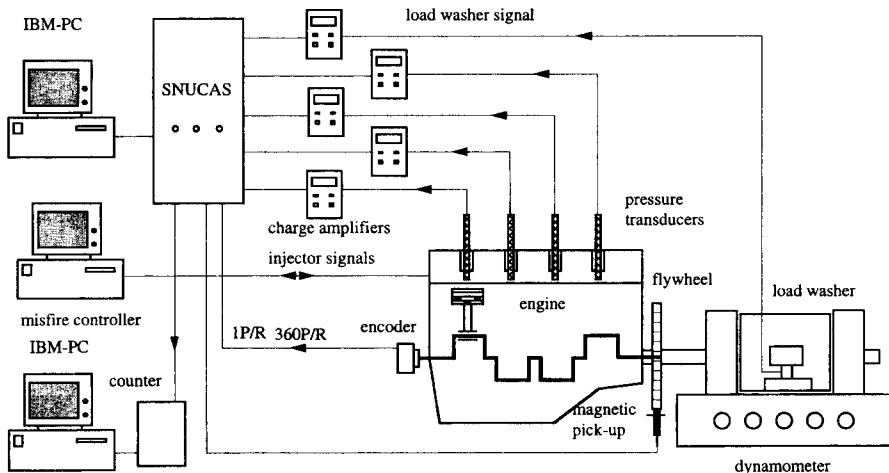 IBM-PC
load washer signal
SNUCAS
pressure
transducers
charge amplifiers
injector signals
flywheel
engine
load washer
misfire controller
encoder
1P/R 360P/R
IBM-PC
counter
magnetic
pick-up
dynamometer